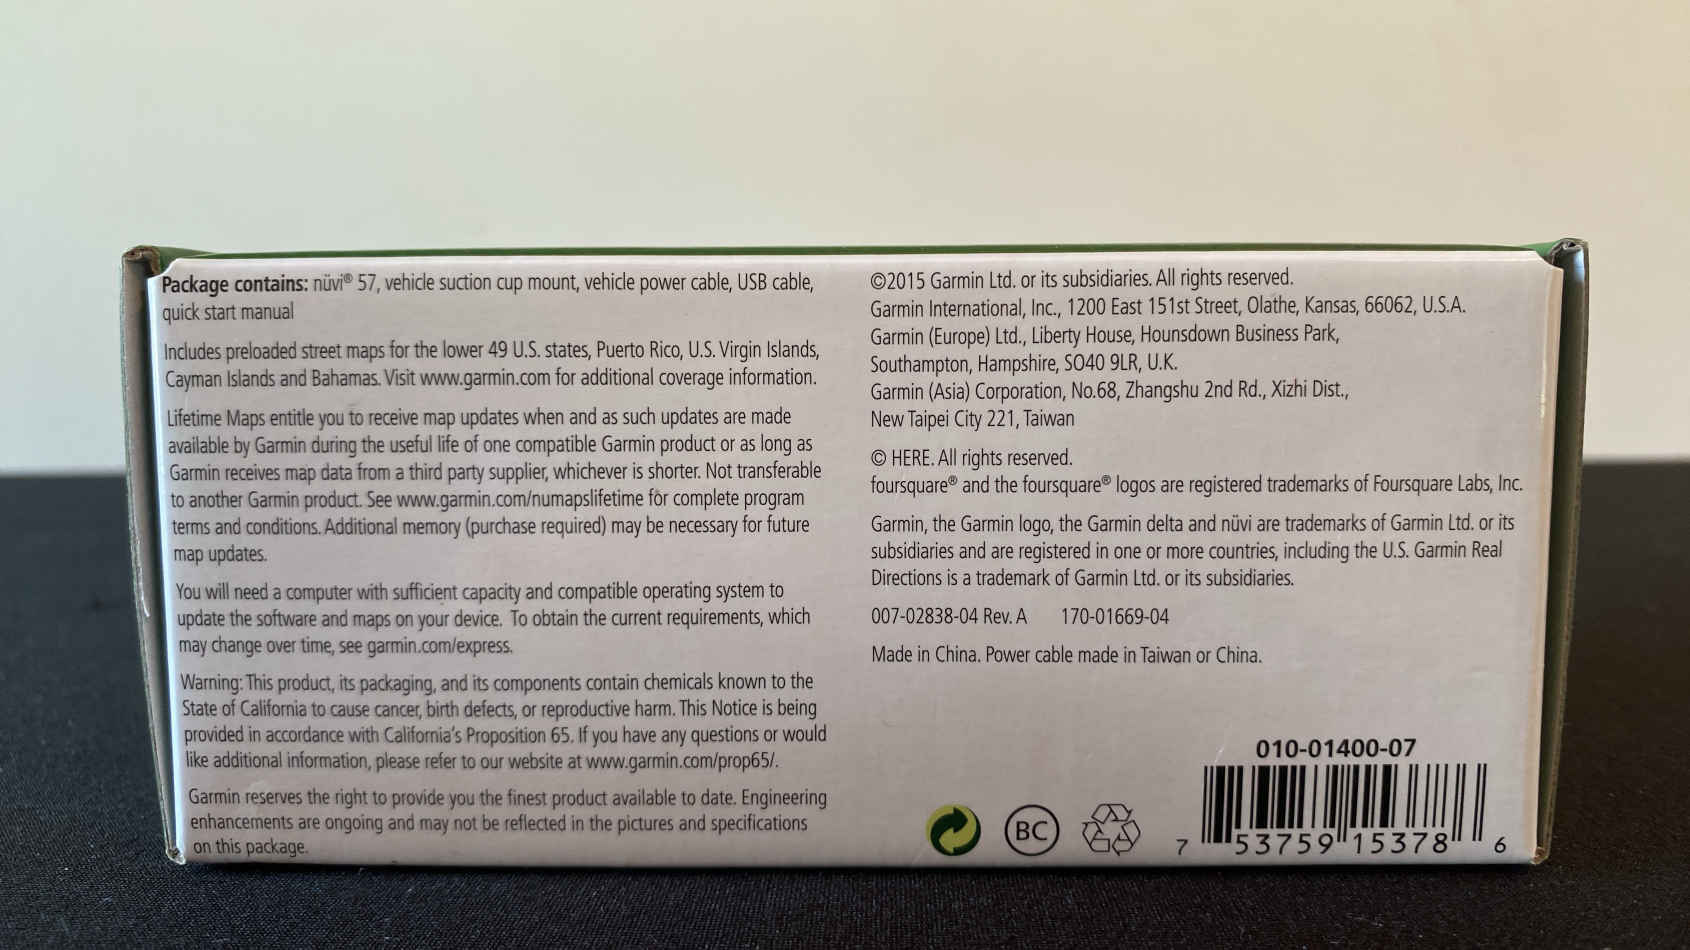 Package contains: nüvi® 57, vehicle suction cup mount, vehicle power cable, USB cable,
quick start manual
Includes preloaded street maps for the lower 49 U.S. states, Puerto Rico, U.S. Virgin Islands,
Cayman Islands and Bahamas. Visit www.garmin.com for additional coverage information.
Lifetime Maps entitle you to receive map updates when and as such updates are made
available by Garmin during the useful life of one compatible Garmin product or as long as
Garmin receives map data from a third party supplier, whichever is shorter. Not transferable
to another Garmin product. See www.garmin.com/numapslifetime for complete program
terms and conditions. Additional memory (purchase required) may be necessary for future
map updates.
You will need a computer with sufficient capacity and compatible operating system to
update the software and maps on your device. To obtain the current requirements, which
may change over time, see garmin.com/express.
Warning: This product, its packaging, and its components contain chemicals known to the
State of California to cause cancer, birth defects, or reproductive harm. This Notice is being
provided in accordance with California's Proposition 65. If you have any questions or would
like additional information, please refer to our website at www.garmin.com/prop65/.
Garmin reserves the right to provide you the finest product available to date. Engineering
enhancements are ongoing and may not be reflected in the pictures and specifications
on this package.
©2015 Garmin Ltd. or its subsidiaries. All rights reserved.
Garmin International, Inc., 1200 East 151st Street, Olathe, Kansas, 66062, U.S.A.
Garmin (Europe) Ltd., Liberty House, Hounsdown Business Park,
Southampton, Hampshire, SO40 9LR, U.K.
Garmin (Asia) Corporation, No.68, Zhangshu 2nd Rd., Xizhi Dist.,
New Taipei City 221, Taiwan
© HERE. All rights reserved.
foursquare® and the foursquare® logos are registered trademarks of Foursquare Labs, Inc.
Garmin, the Garmin logo, the Garmin delta and nüvi are trademarks of Garmin Ltd. or its
subsidiaries and are registered in one or more countries, including the U.S. Garmin Real
Directions is a trademark of Garmin Ltd. or its subsidiaries.
007-02838-04 Rev. A 170-01669-04
Made in China. Power cable made in Taiwan or China.
010-01400-07
BC
7 53759 15378 6